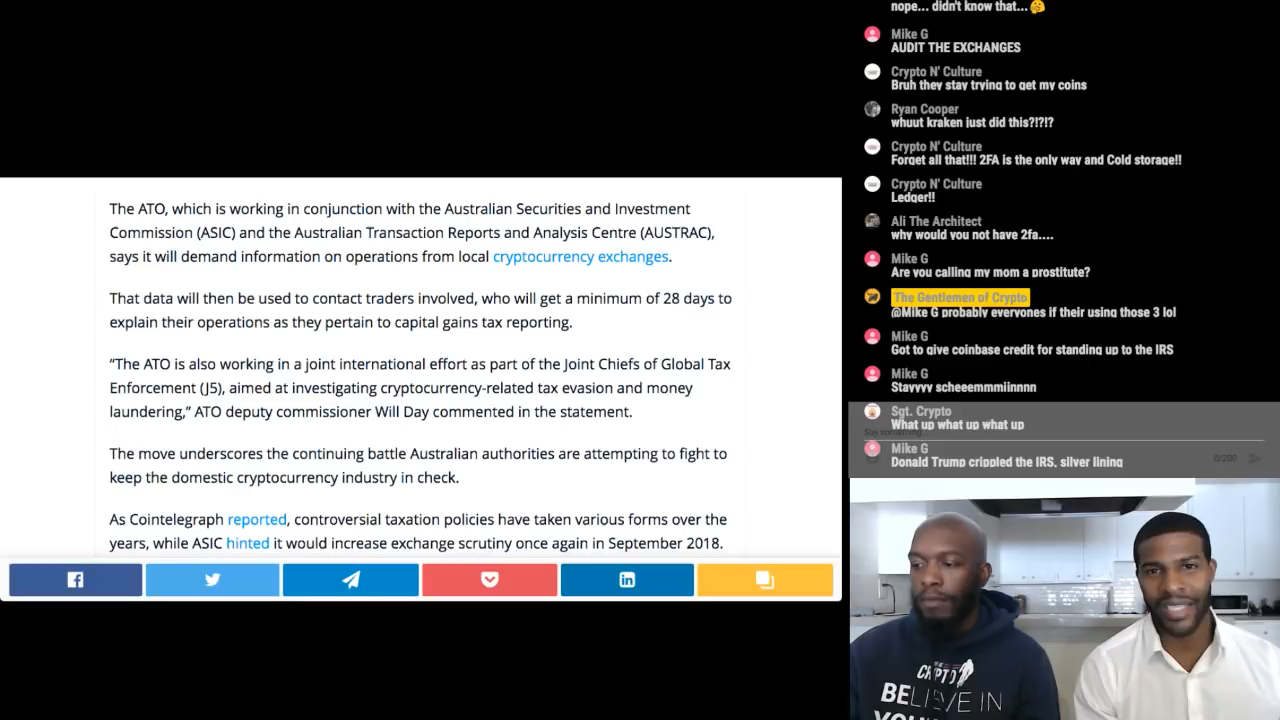 The ATO, which is working in conjunction with the Australian Securities and Investment
Commission (ASIC) and the Australian Transaction Reports and Analysis Centre (AUSTRAC),
says it will demand information on operations from local cryptocurrency exchanges.
That data will then be used to contact traders involved, who will get a minimum of 28 days to
explain their operations as they pertain to capital gains tax reporting.
“The ATO is also working in a joint international effort as part of the Joint Chiefs of Global Tax
Enforcement (J5), aimed at investigating cryptocurrency-related tax evasion and money
laundering,” ATO deputy commissioner Will Day commented in the statement.
The move underscores the continuing battle Australian authorities are attempting to fight to
keep the domestic cryptocurrency industry in check.
As Cointelegraph reported, controversial taxation policies have taken various forms over the
years, while ASIC hinted it would increase exchange scrutiny once again in September 2018.
nope... didn't know that...🤔
Mike G
AUDIT THE EXCHANGES
Crypto N' Culture
Bruh they stay trying to get my coins
Ryan Cooper
whuut kraken just did this?!?!?
Crypto N' Culture
Forget all that!!! 2FA is the only way and Cold storage!!
Crypto N' Culture
Ledger!!
Ali The Architect
why would you not have 2fa....
Mike G
Are you calling my mom a prostitute?
The Gentlemen of Crypto
@Mike G probably everyones if their using those 3 lol
Mike G
Got to give coinbase credit for standing up to the IRS
Mike G
Stayyyy scheeemmmiinnnn
Sgt. Crypto
What up what up what up
Say something...
Mike G
Donald Trump crippled the IRS, silver lining
0/200
CRYPTO
BELIEVE IN